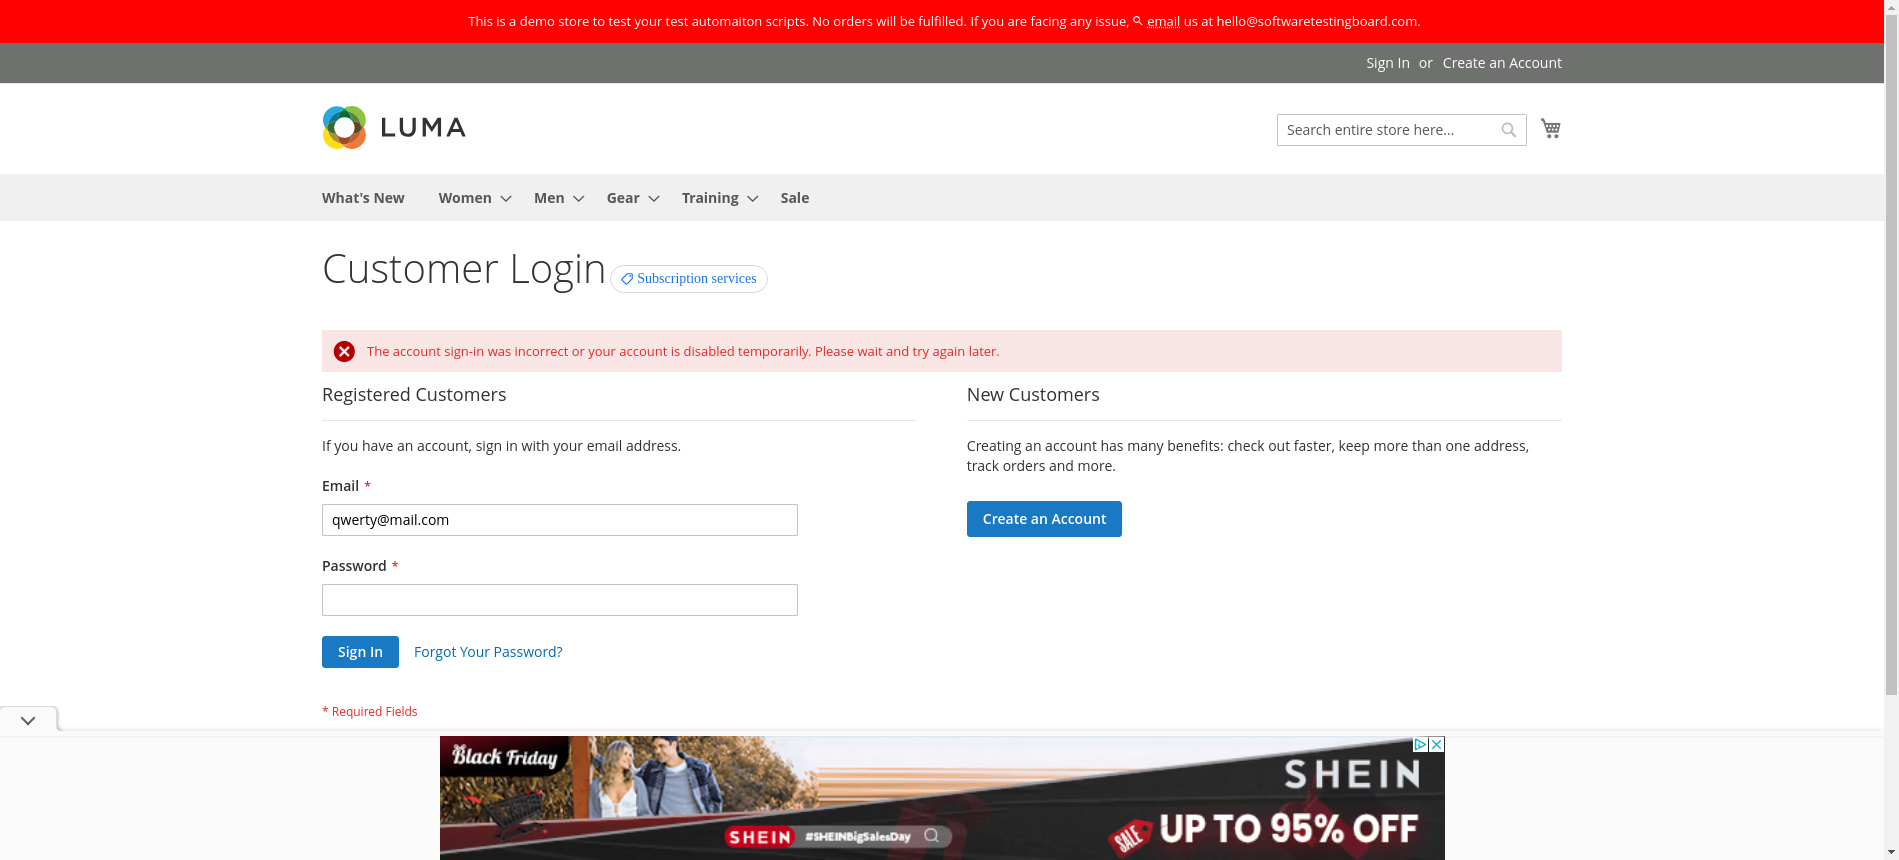 This is a demo store to test your test automaiton scripts. No orders will be fulfilled. If you are facing any issue, email us at hello@softwaretestingboard.com.
Sign In or Create an Account
LUMA
Search entire store here...
What's New Women Men Gear Training Sale
Customer Login
Subscription services
The account sign-in was incorrect or your account is disabled temporarily. Please wait and try again later.
Registered Customers
If you have an account, sign in with your email address.
Email *
qwerty@mail.com
Password *
Sign In Forgot Your Password?
* Required Fields
New Customers
Creating an account has many benefits: check out faster, keep more than one address,
track orders and more.
Create an Account
Black Friday
SHEIN
SHEIN #SHEINBigSalesDay
SALE UP TO 95% OFF